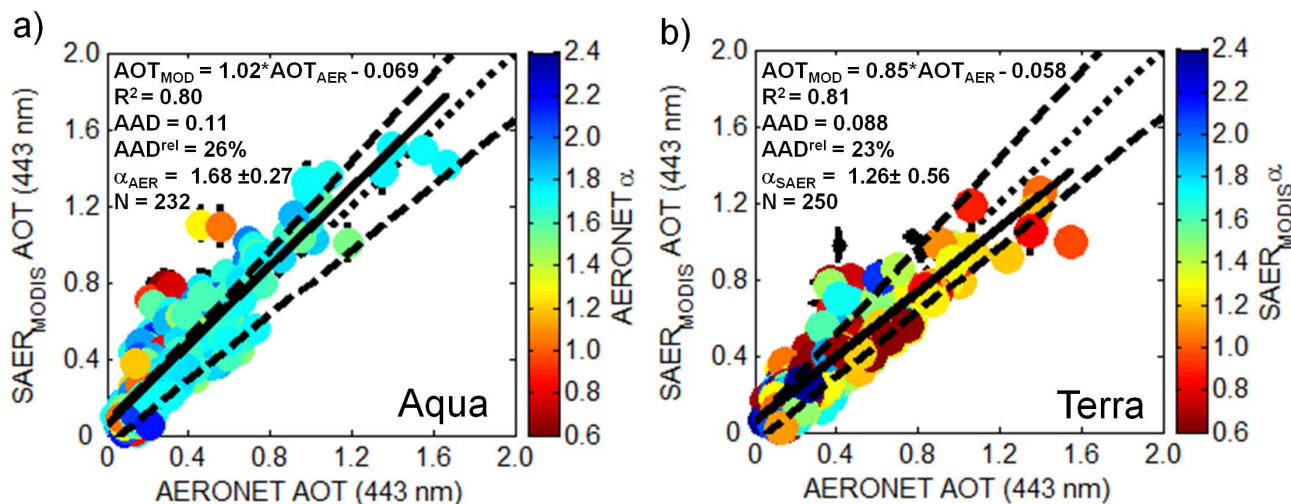 a)
2.0
1.6
1.2
0.8
0.4
0
SAER_MODIS AOT (443 nm)
AOT_MOD = 1.02*AOT_AER - 0.069
R² = 0.80
AAD = 0.11
AAD^rel = 26%
α_AER = 1.68 ±0.27
N = 232
Aqua
0 0.4 0.8 1.2 1.6 2.0
AERONET AOT (443 nm)
2.4
2.2
2.0
1.8
1.6
1.4
1.2
1.0
0.8
0.6
AERONET α
b)
2.0
1.6
1.2
0.8
0.4
0
SAER_MODIS AOT (443 nm)
AOT_MOD = 0.85*AOT_AER - 0.058
R² = 0.81
AAD = 0.088
AAD^rel = 23%
α_SAER = 1.26± 0.56
N = 250
Terra
0 0.4 0.8 1.2 1.6 2.0
AERONET AOT (443 nm)
2.4
2.2
2.0
1.8
1.6
1.4
1.2
1.0
0.8
0.6
SAER_MODIS α